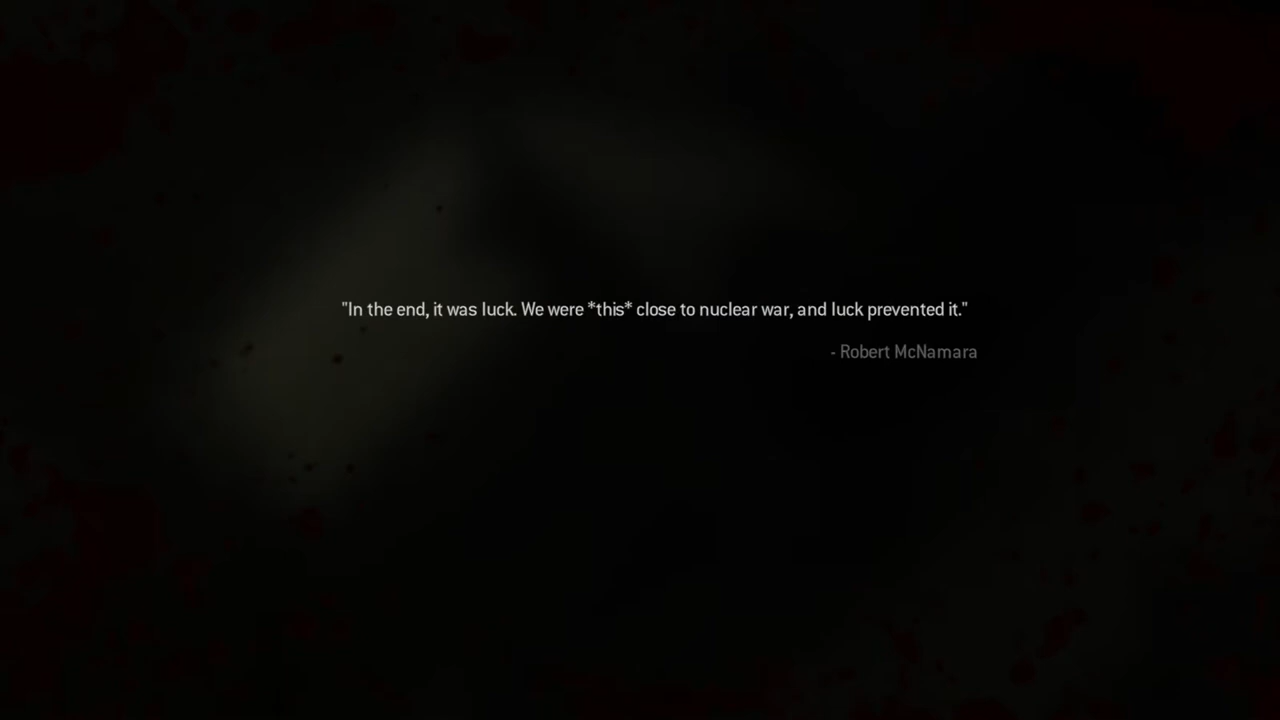 "In the end, it was luck. We were *this* close to nuclear war, and luck prevented it."
- Robert McNamara